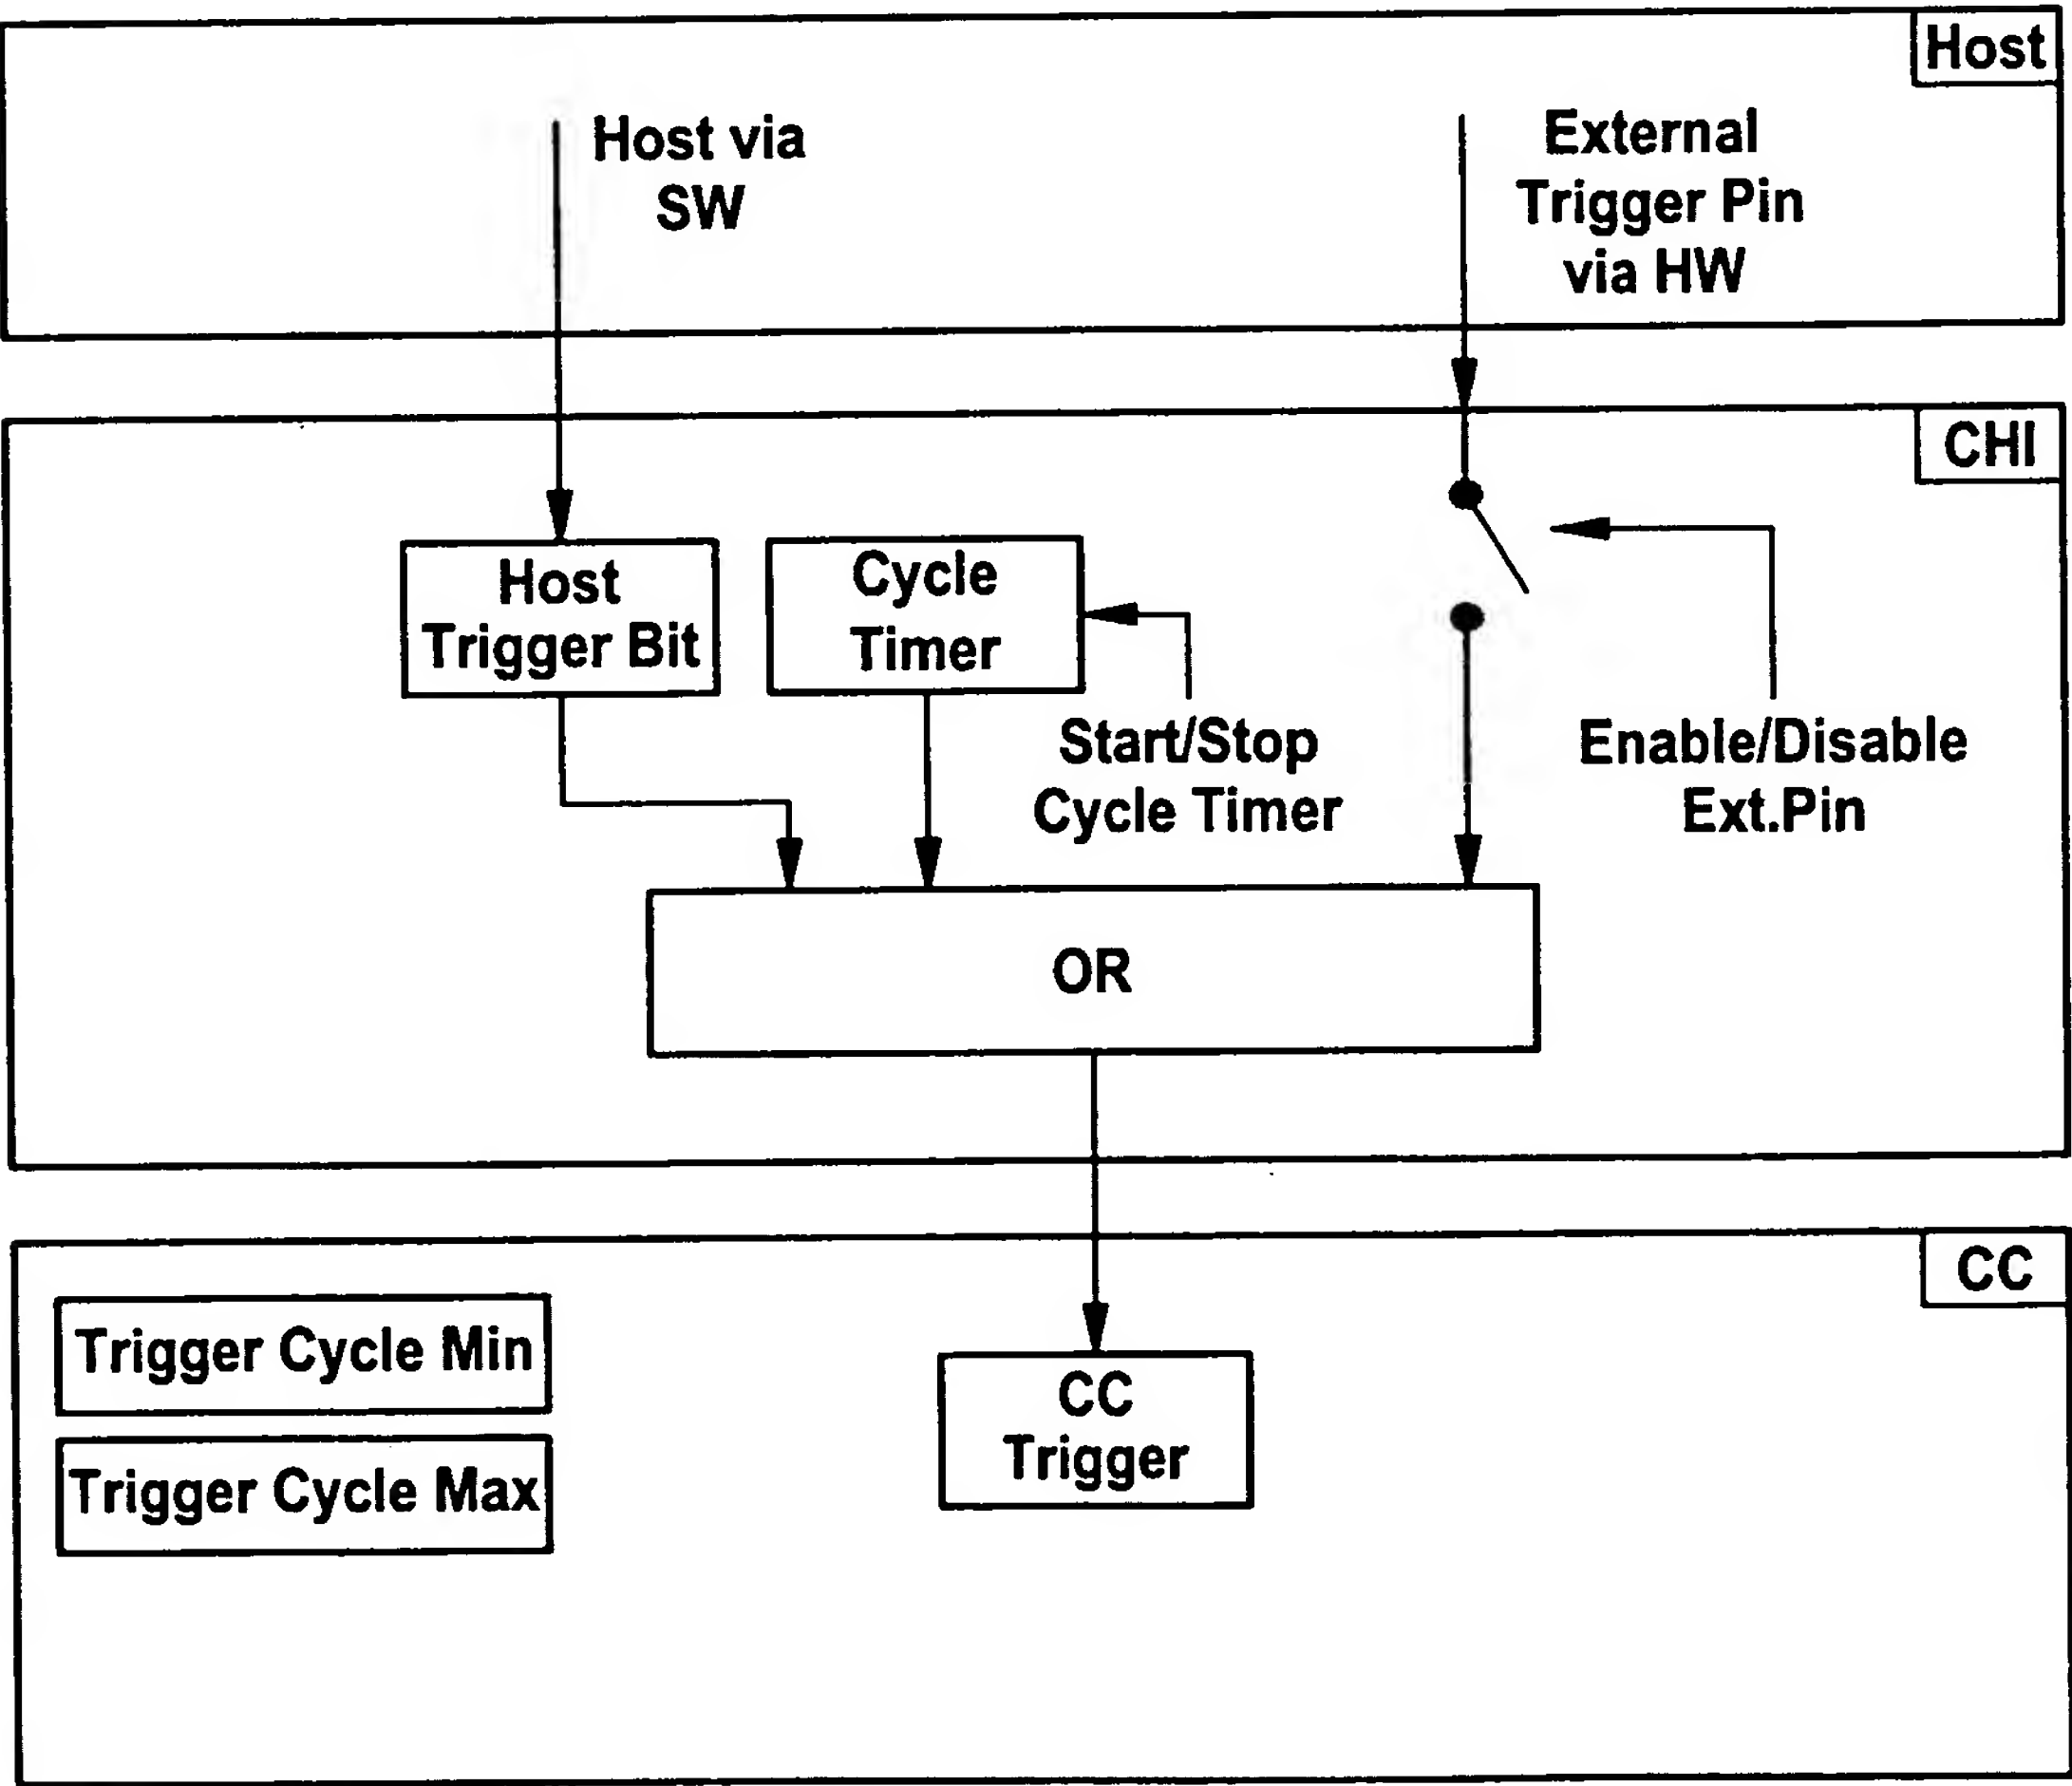 Host
Host via
SW
External
Trigger Pin
via HW
CHI
Host
Trigger Bit
Cycle
Timer
Start/Stop
Cycle Timer
Enable/Disable
Ext.Pin
OR
CC
Trigger Cycle Min
Trigger Cycle Max
CC
Trigger